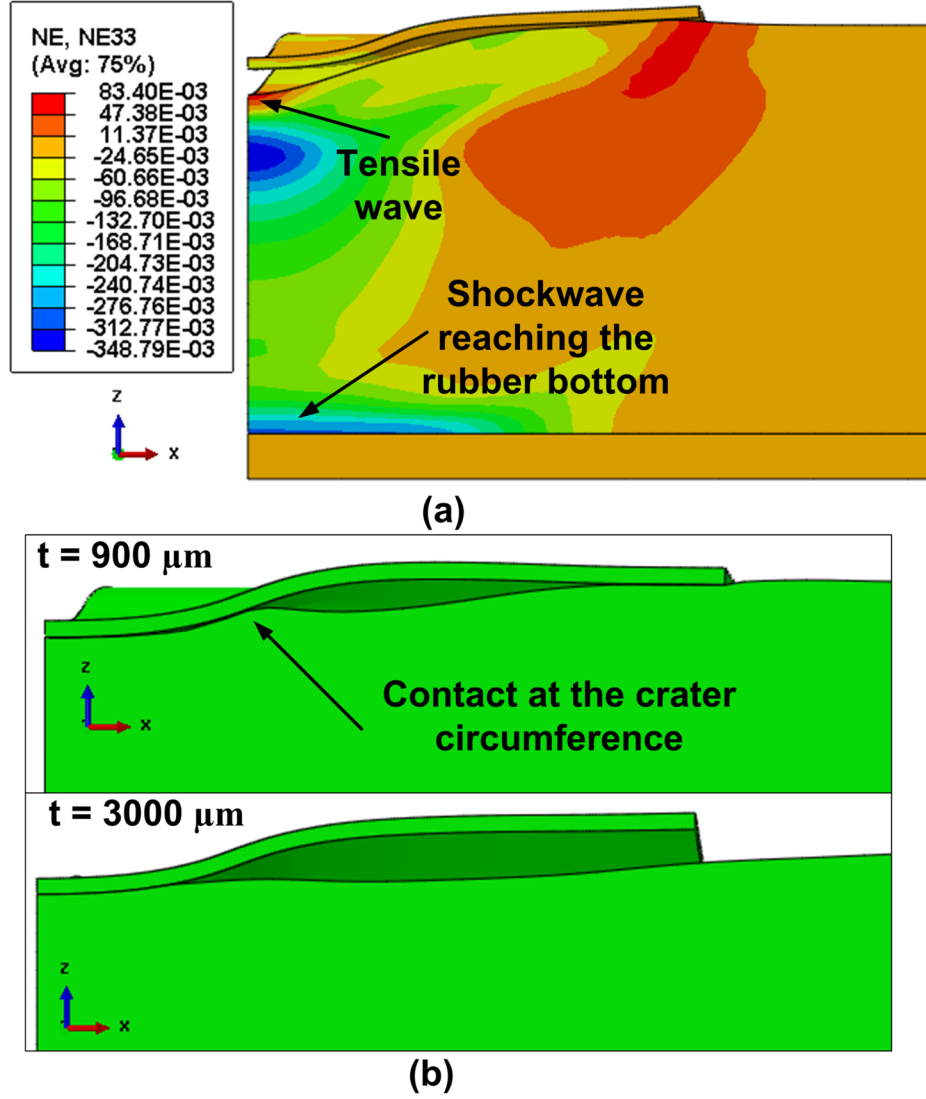 NE, NE33
(Avg: 75%)
83.40E-03
47.38E-03
11.37E-03
-24.65E-03
-60.66E-03
-96.68E-03
-132.70E-03
-168.71E-03
-204.73E-03
-240.74E-03
-276.76E-03
-312.77E-03
-348.79E-03
Tensile
wave
Shockwave
reaching the
rubber bottom
z
x
(a)
t = 900 μm
z
x
Contact at the crater
circumference
t = 3000 μm
z
x
(b)